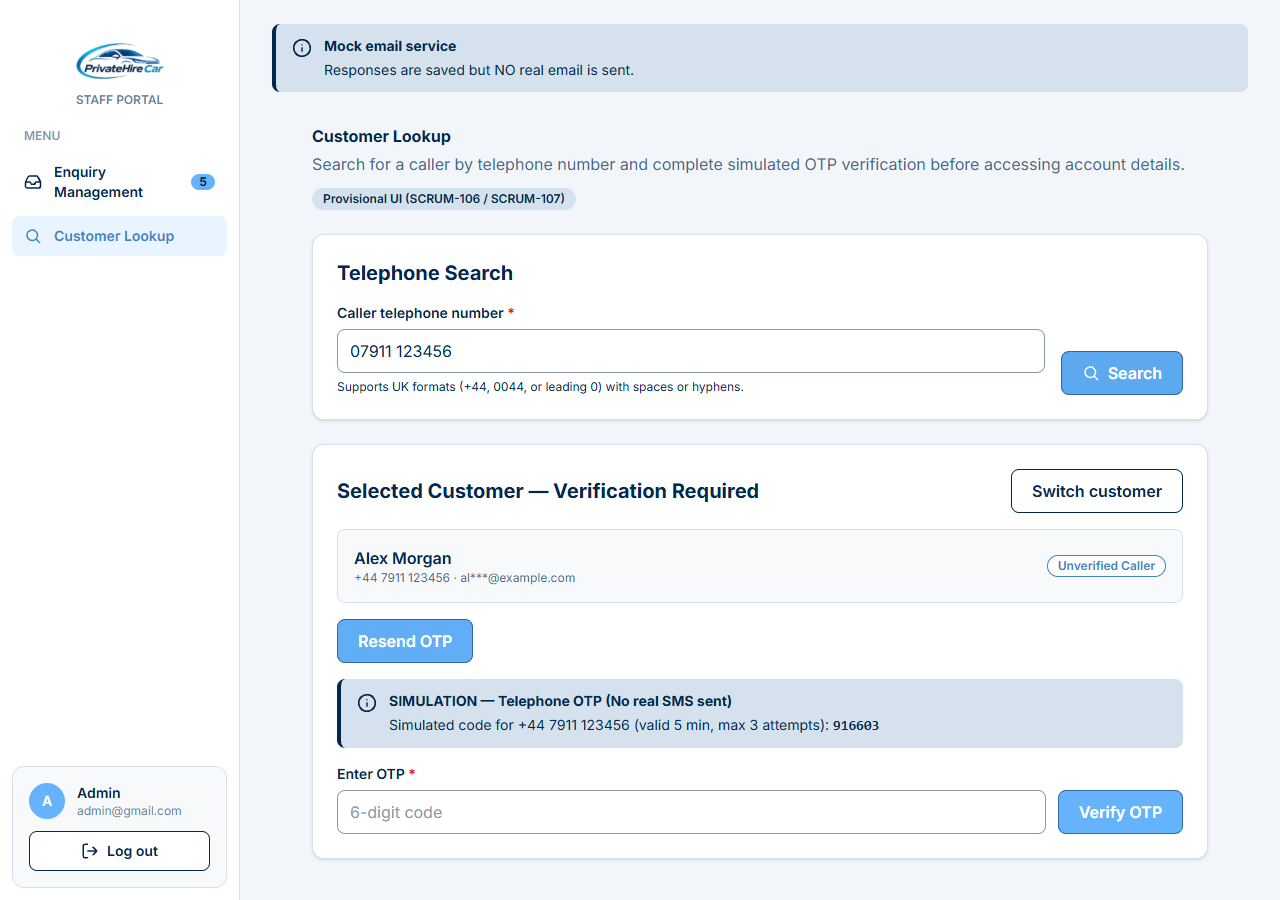 PrivateHire Car
STAFF PORTAL
MENU
Enquiry
Management
5
Customer Lookup
A
Admin
admin@gmail.com
Log out
Mock email service
Responses are saved but NO real email is sent.
Customer Lookup
Search for a caller by telephone number and complete simulated OTP verification before accessing account details.
Provisional UI (SCRUM-106 / SCRUM-107)
Telephone Search
Caller telephone number *
07911 123456
Search
Supports UK formats (+44, 0044, or leading 0) with spaces or hyphens.
Selected Customer — Verification Required
Switch customer
Alex Morgan
+44 7911 123456 · al***@example.com
Unverified Caller
Resend OTP
SIMULATION — Telephone OTP (No real SMS sent)
Simulated code for +44 7911 123456 (valid 5 min, max 3 attempts): 916603
Enter OTP *
6-digit code
Verify OTP